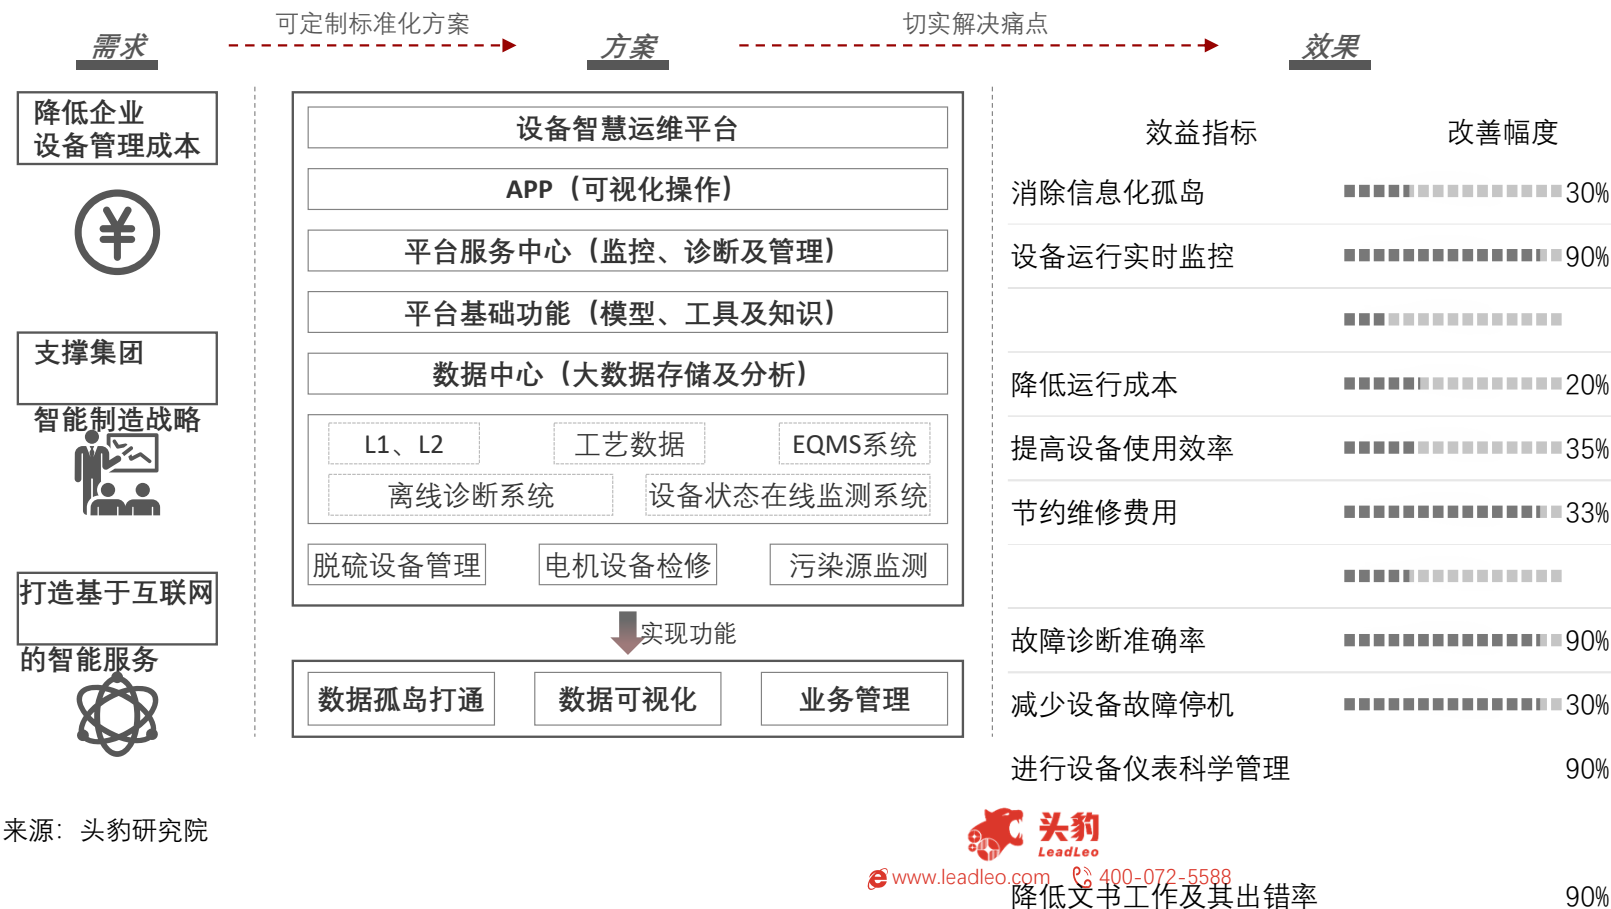 需求
可定制标准化方案
方案
切实解决痛点
效果
降低企业
设备管理成本
支撑集团
智能制造战略
打造基于互联网
的智能服务
设备智慧运维平台
APP（可视化操作）
平台服务中心（监控、诊断及管理）
平台基础功能（模型、工具及知识）
数据中心（大数据存储及分析）
L1、L2 工艺数据 EQMS系统
离线诊断系统 设备状态在线监测系统
脱硫设备管理 电机设备检修 污染源监测
实现功能
数据孤岛打通 数据可视化 业务管理
效益指标 改善幅度
消除信息化孤岛 30%
设备运行实时监控 90%
降低运行成本 20%
提高设备使用效率 35%
节约维修费用 33%
故障诊断准确率 90%
减少设备故障停机 30%
进行设备仪表科学管理 90%
降低文书工作及其出错率 90%
来源：头豹研究院
头豹
LeadLeo
www.leadleo.com 400-072-5588